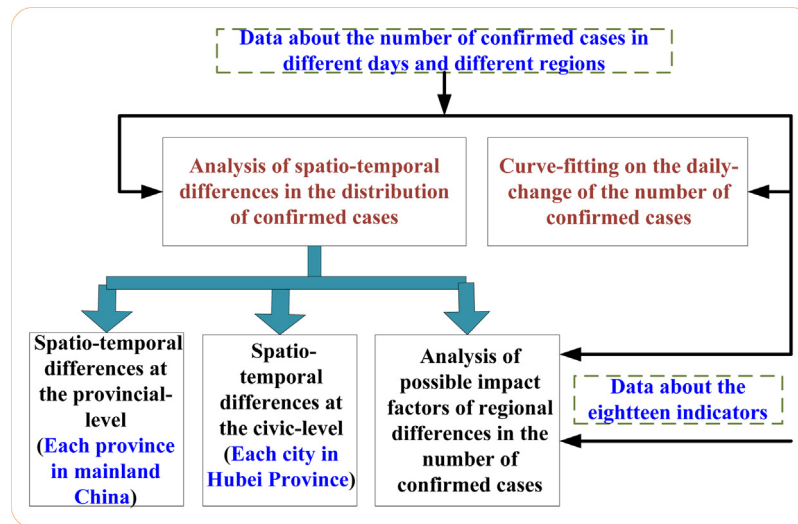 Data about the number of confirmed cases in
different days and different regions
Analysis of spatio-temporal
differences in the distribution
of confirmed cases
Curve-fitting on the daily-
change of the number of
confirmed cases
Spatio-temporal
differences at
the provincial-
level
(Each province
in mainland
China)
Spatio-
temporal
differences at
the civic-level
(Each city in
Hubei Province)
Analysis of
possible impact
factors of regional
differences in the
number of
confirmed cases
Data about the
eightteen indicators